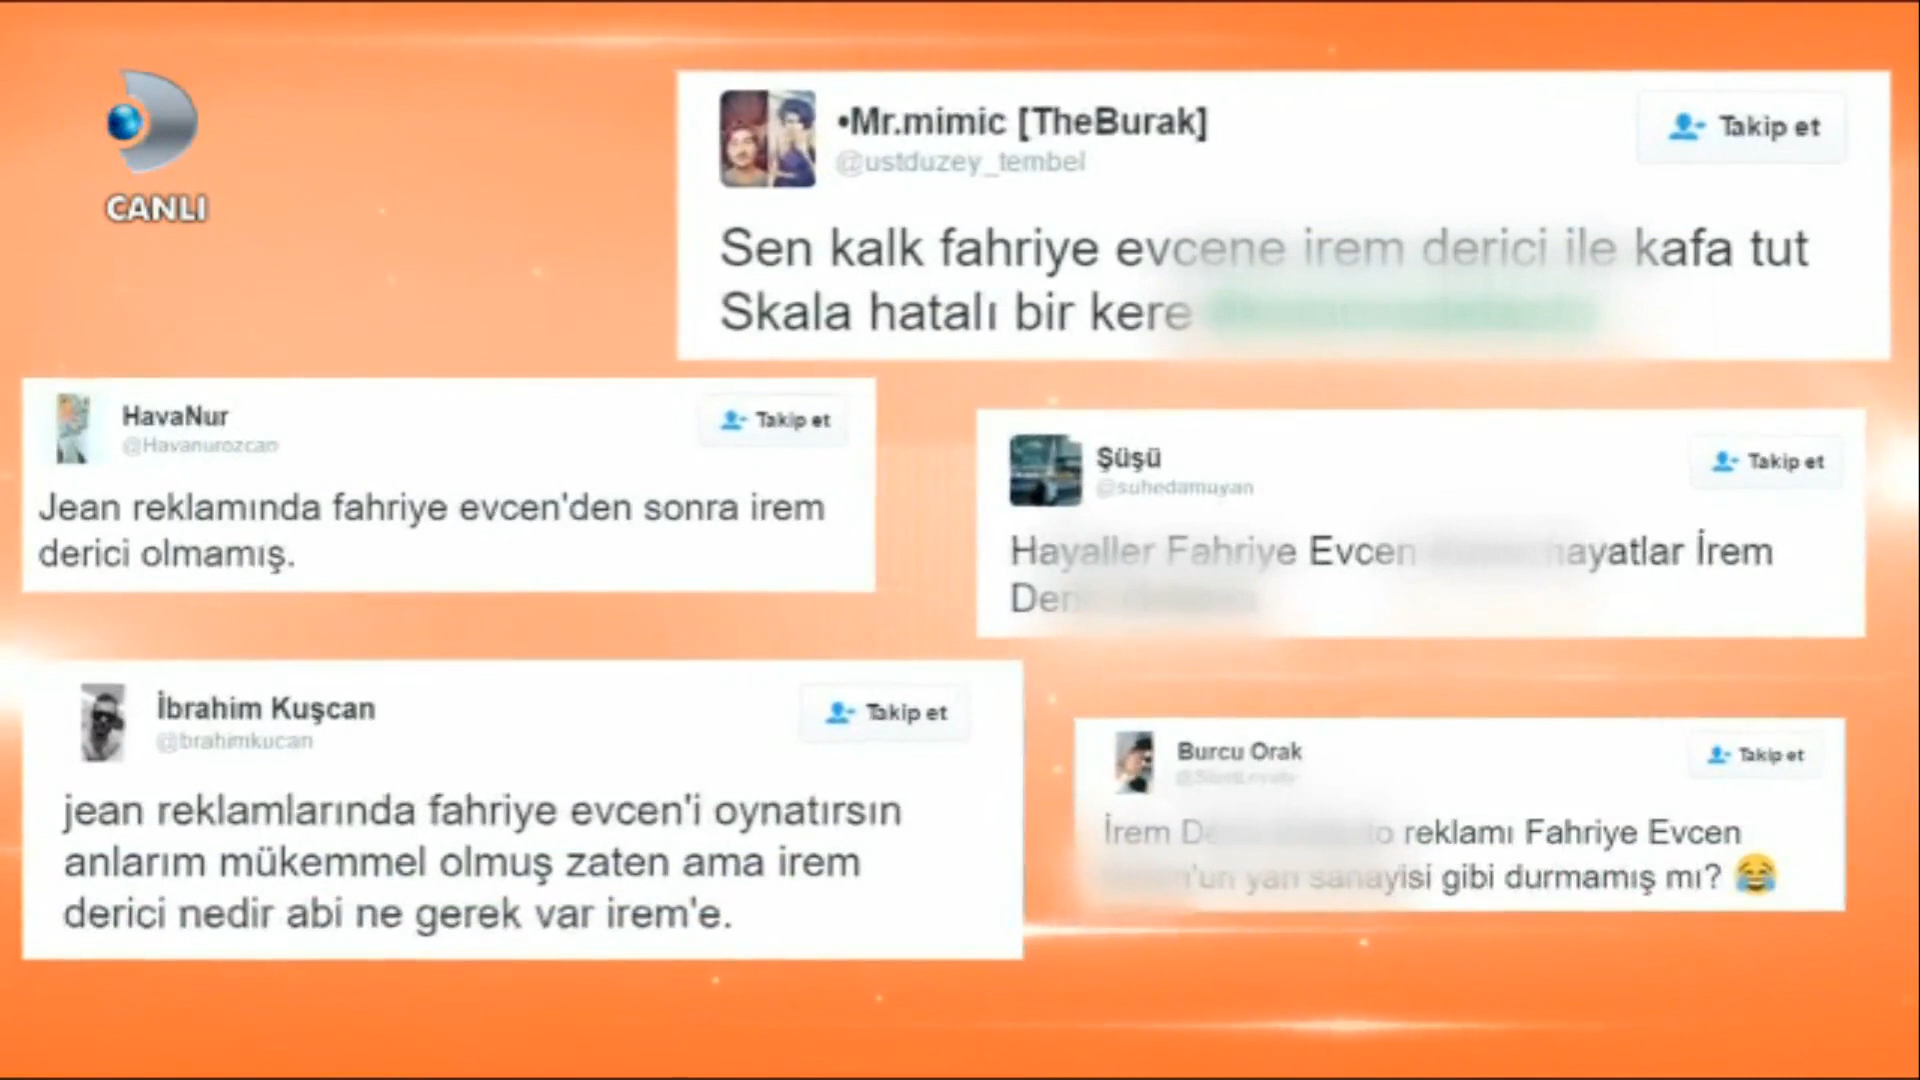 CANLI
•Mr.mimic [TheBurak]
@ustduzey_tembel
Takip et
Sen kalk fahriye evcene irem derici ile kafa tut
Skala hatalı bir kere
HavaNur
@Havanurozcan
Takip et
Jean reklamında fahriye evcen'den sonra irem
derici olmamış.
Şüşü
@suhedamuyan
Takip et
Hayaller Fahriye Evcen hayatlar İrem
İbrahim Kuşcan
@brahimkucan
Takip et
jean reklamlarında fahriye evcen'i oynatırsın
anlarım mükemmel olmuş zaten ama irem
derici nedir abi ne gerek var irem'e.
Burcu Orak
Takip et
İrem reklamı Fahriye Evcen
yan sanayisi gibi durmamış mı? 😂